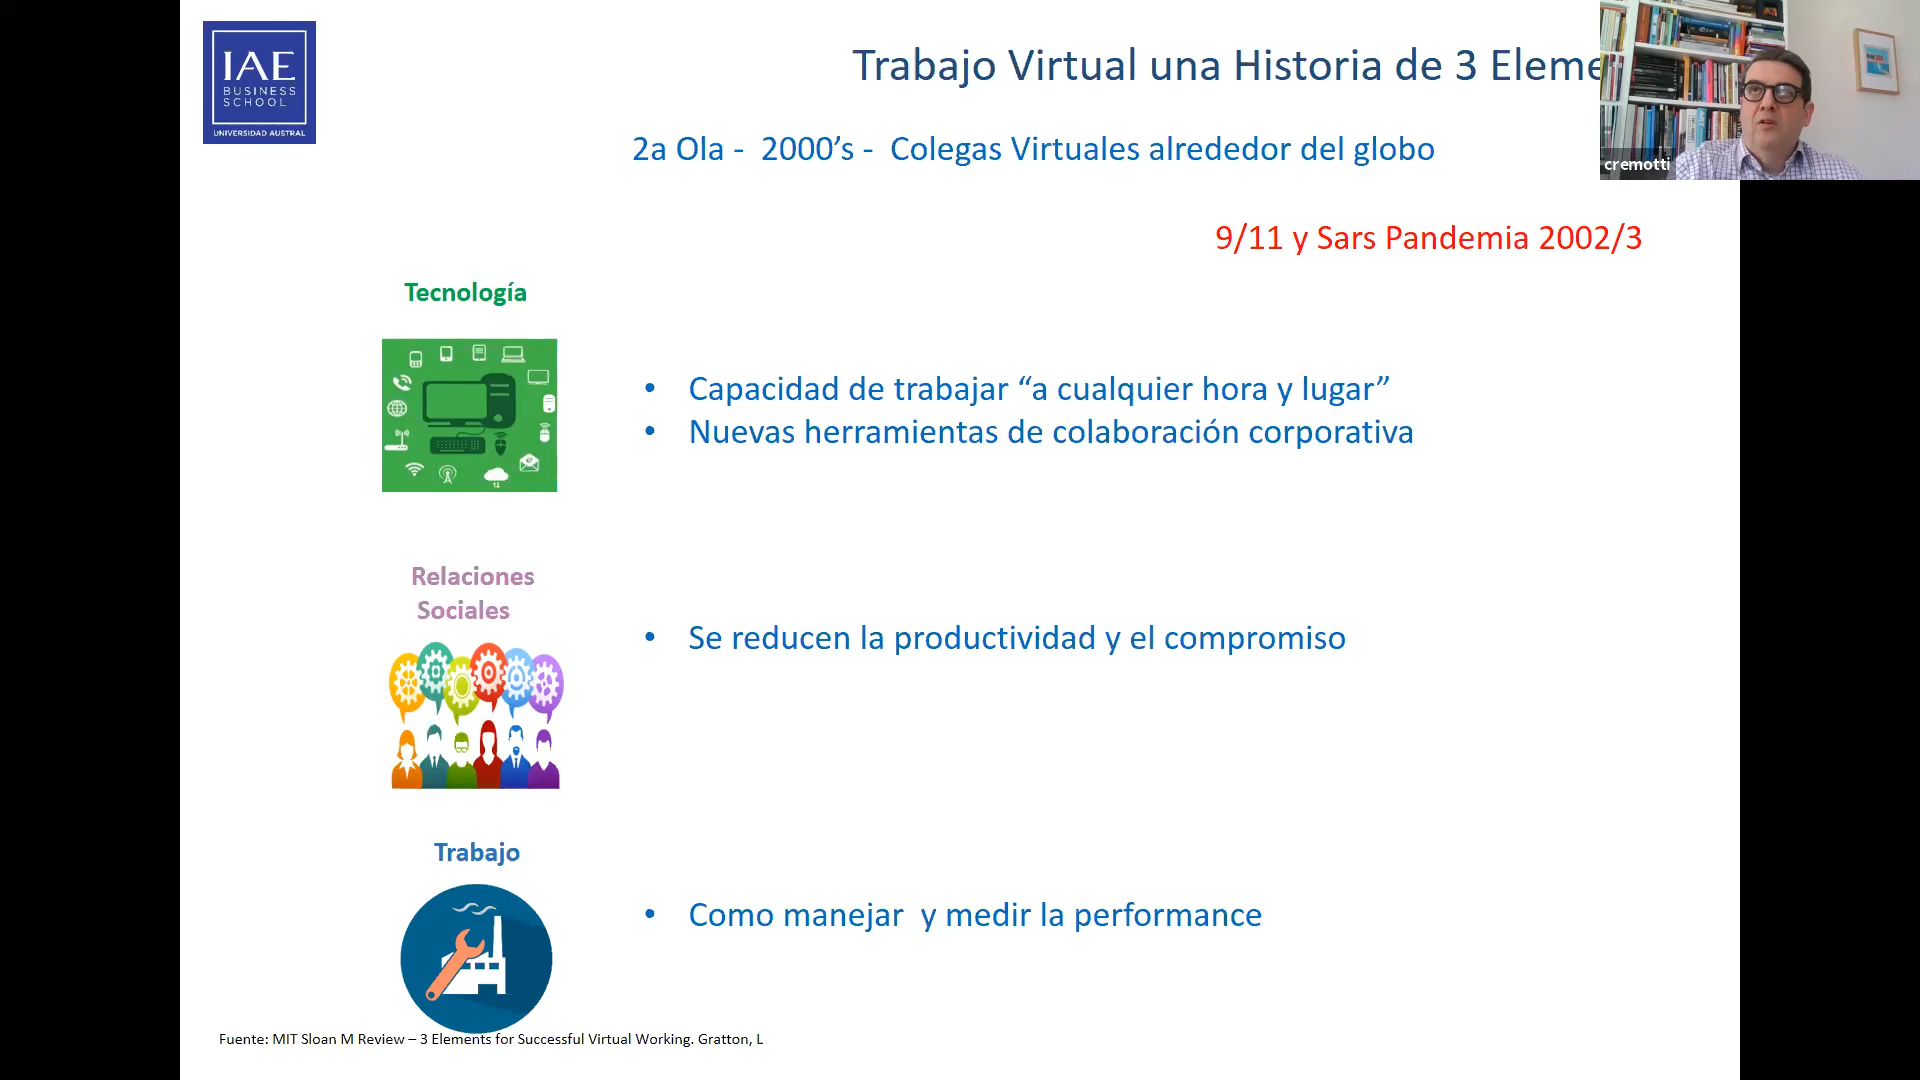 IAE
BUSINESS
SCHOOL
UNIVERSIDAD AUSTRAL
Trabajo Virtual una Historia de 3 Eleme
cremotti
2a Ola - 2000’s - Colegas Virtuales alrededor del globo
9/11 y Sars Pandemia 2002/3
Tecnología
• Capacidad de trabajar “a cualquier hora y lugar”
• Nuevas herramientas de colaboración corporativa
Relaciones
Sociales
• Se reducen la productividad y el compromiso
Trabajo
• Como manejar y medir la performance
Fuente: MIT Sloan M Review – 3 Elements for Successful Virtual Working. Gratton, L